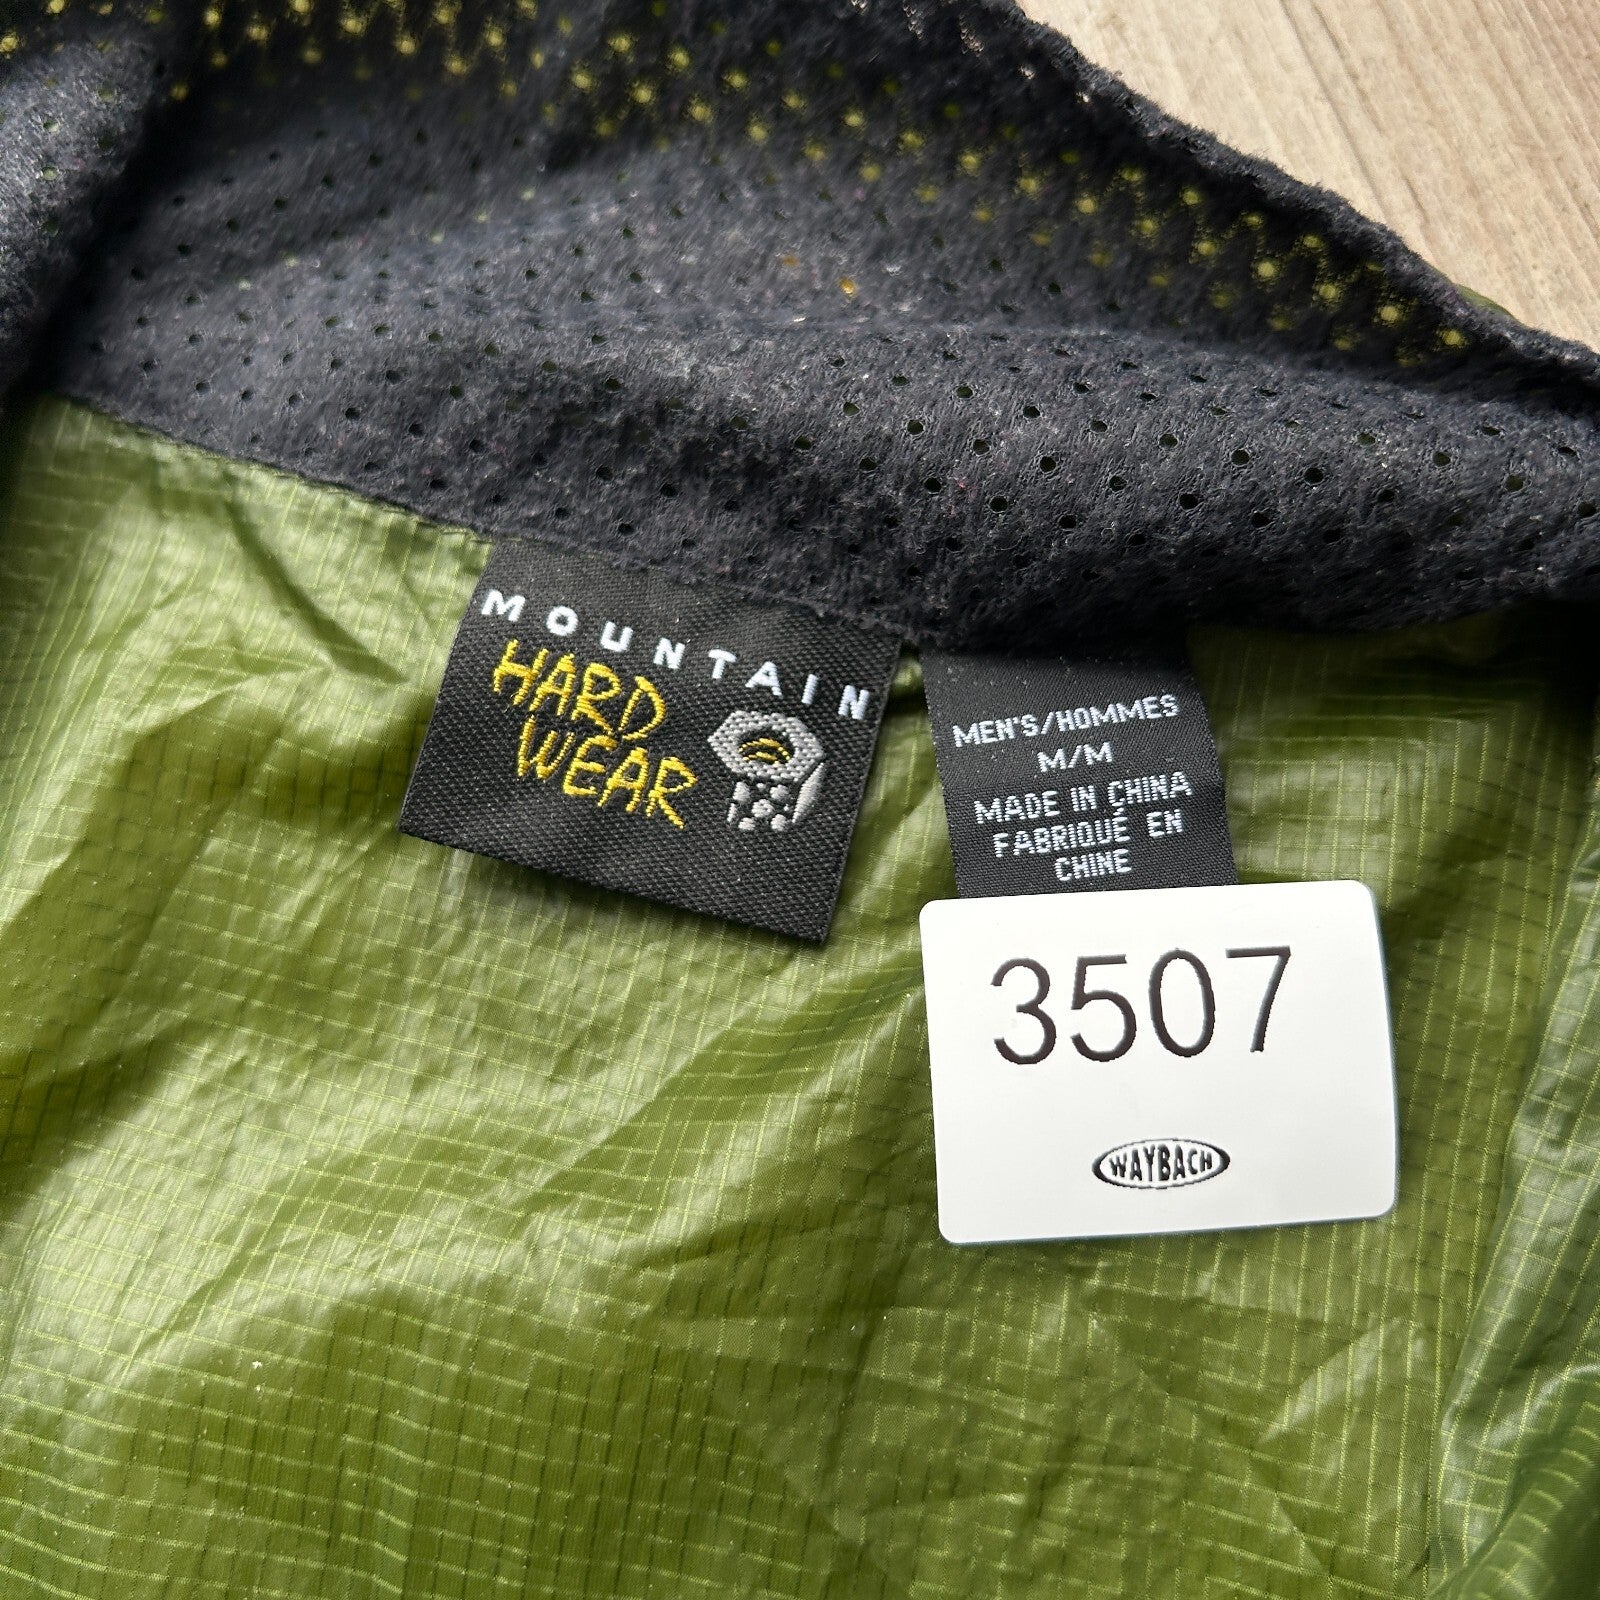 MOUNTAIN
HARD
WEAR
MEN'S/HOMMES
M/M
MADE IN CHINA
FABRIQUÉ EN
CHINE
3507
WAYBACH